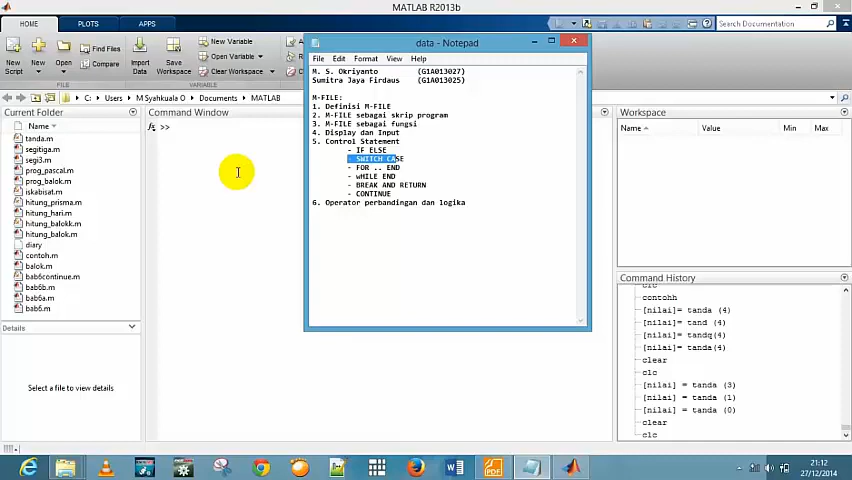 MATLAB R2013b
HOME
PLOTS
APPS
Search Documentation
New Script
New
Open
Find Files
Compare
Import Data
Save Workspace
New Variable
Open Variable
Clear Workspace
FILE
VARIABLE
C: Users M Syahkuala O Documents MATLAB
Current Folder
Name
tanda.m
segitiga.m
segi3.m
prog_pascal.m
prog_balok.m
iskabisat.m
hitung_prisma.m
hitung_hari.m
hitung_balokk.m
hitung_balok.m
diary
contoh.m
balok.m
bab6continue.m
bab6b.m
bab6a.m
bab6.m
Details
Select a file to view details
Command Window
fx >>
data - Notepad
File Edit Format View Help
M. S. Okriyanto (G1A013027)
Sumitra Jaya Firdaus (G1A013025)
M-FILE:
1. Definisi M-FILE
2. M-FILE sebagai skrip program
3. M-FILE sebagai fungsi
4. Display dan Input
5. Control Statement
- IF ELSE
- SWITCH CASE
- FOR .. END
- wHILE END
- BREAK AND RETURN
- CONTINUE
6. Operator perbandingan dan logika
Workspace
Name Value Min Max
Command History
clc
contohh
[nilai]= tanda (4)
[nilai]= tand (4)
[nilai]= tandq(4)
[nilai]= tanda(4)
clear
clc
[nilai] = tanda (3)
[nilai] = tanda (1)
[nilai] = tanda (0)
clear
clc
21:12
27/12/2014